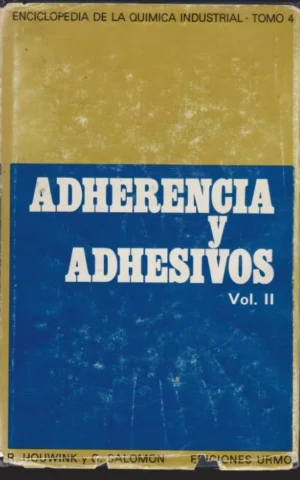 ENCICLOPEDIA DE LA QUIMICA INDUSTRIAL - TOMO 4
ADHERENCIA
y
ADHESIVOS
Vol. II
R. HOUWINK y G. SALOMON EDICIONES URMO